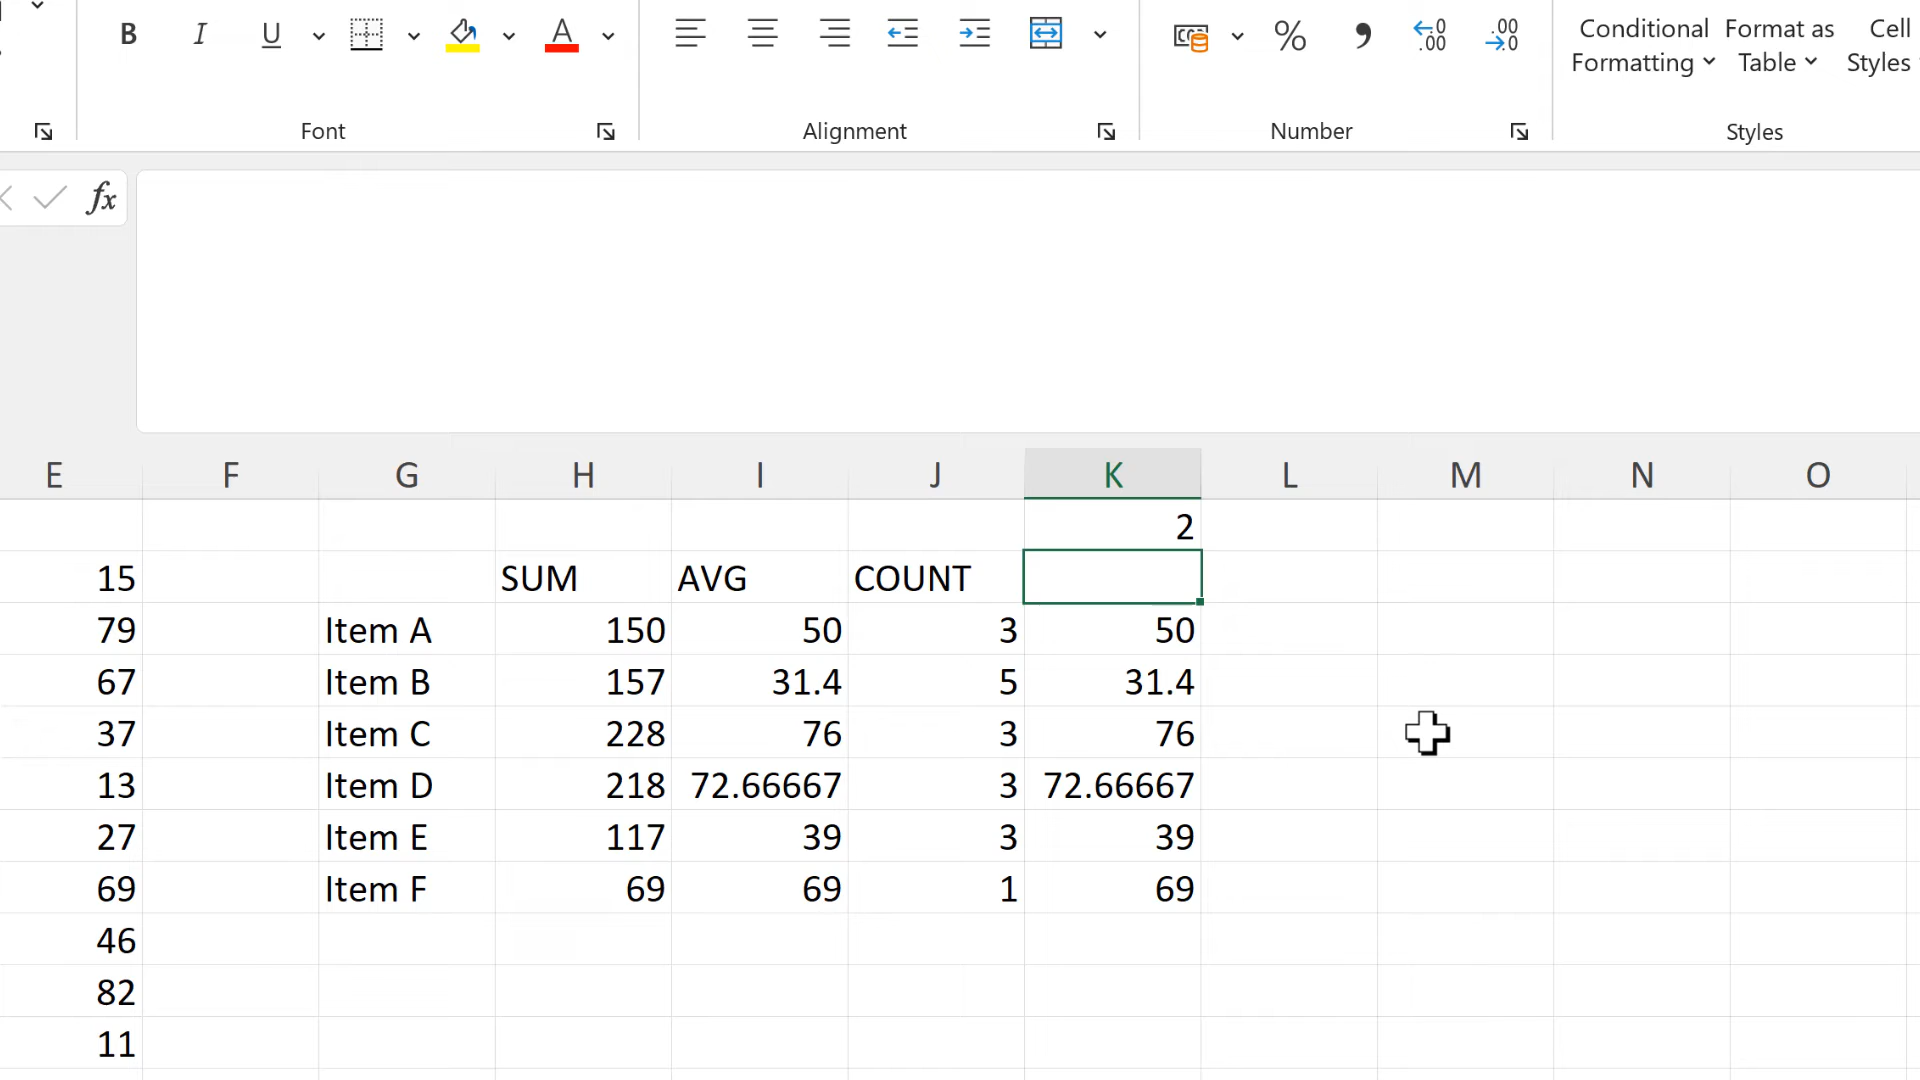 B I U A % , .00 .00 .0 Conditional Format as Cell
Formatting Table Styles
Font Alignment Number Styles
fx
E F G H I J K L M N O
2
15 SUM AVG COUNT
79 Item A 150 50 3 50
67 Item B 157 31.4 5 31.4
37 Item C 228 76 3 76
13 Item D 218 72.66667 3 72.66667
27 Item E 117 39 3 39
69 Item F 69 69 1 69
46
82
11